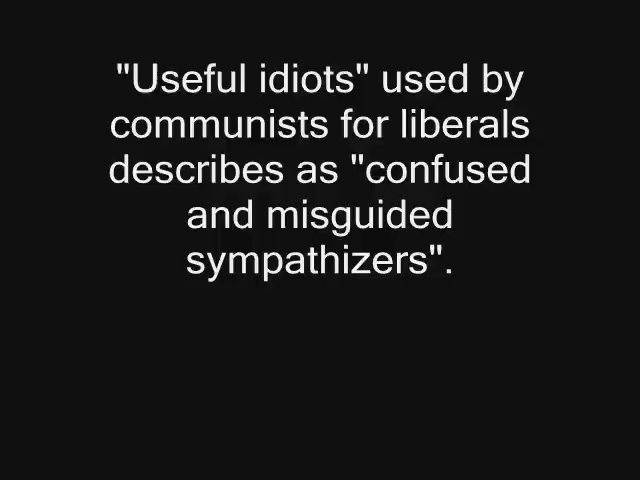 "Useful idiots" used by
communists for liberals
describes as "confused
and misguided
sympathizers".